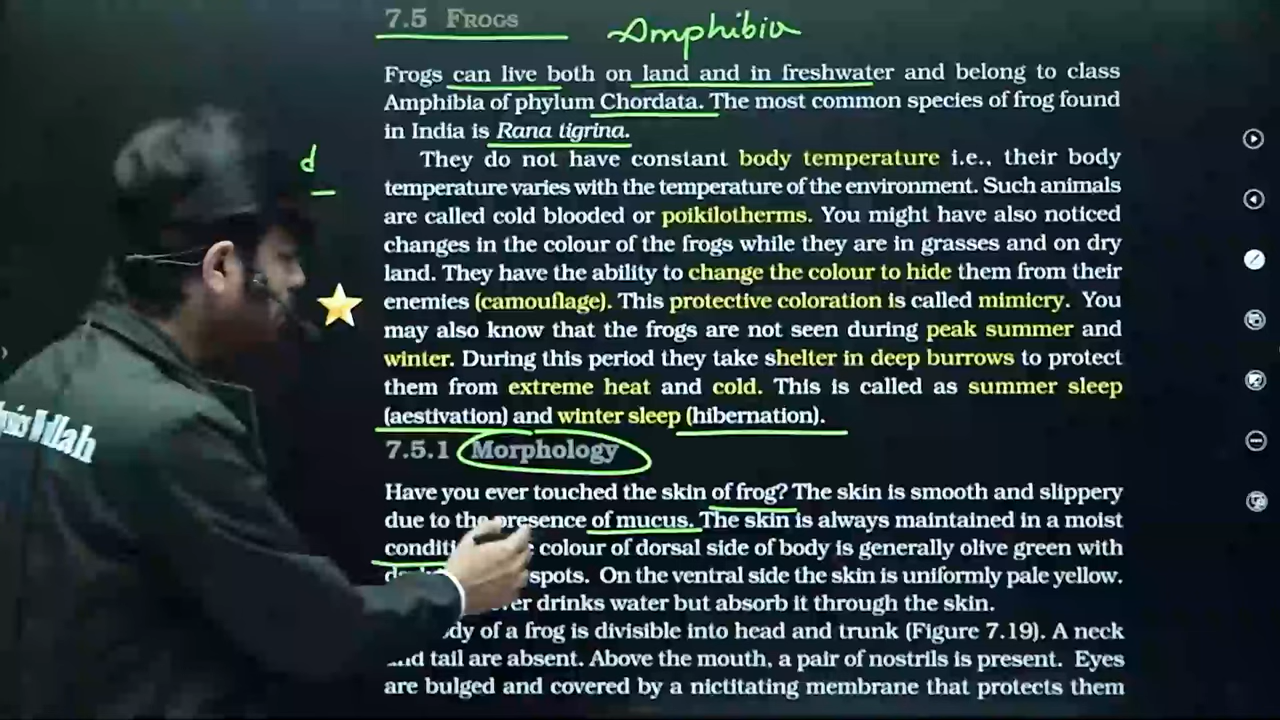 7.5 FROGS Amphibia
Frogs can live both on land and in freshwater and belong to class
Amphibia of phylum Chordata. The most common species of frog found
in India is Rana tigrina.
d
They do not have constant body temperature i.e., their body
temperature varies with the temperature of the environment. Such animals
are called cold blooded or poikilotherms. You might have also noticed
changes in the colour of the frogs while they are in grasses and on dry
land. They have the ability to change the colour to hide them from their
enemies (camouflage). This protective coloration is called mimicry. You
may also know that the frogs are not seen during peak summer and
winter. During this period they take shelter in deep burrows to protect
them from extreme heat and cold. This is called as summer sleep
(aestivation) and winter sleep (hibernation).
7.5.1 Morphology
Have you ever touched the skin of frog? The skin is smooth and slippery
due to the presence of mucus. The skin is always maintained in a moist
colour of dorsal side of body is generally olive green with
spots. On the ventral side the skin is uniformly pale yellow.
drinks water but absorb it through the skin.
of a frog is divisible into head and trunk (Figure 7.19). A neck
tail are absent. Above the mouth, a pair of nostrils is present. Eyes
are bulged and covered by a nictitating membrane that protects them